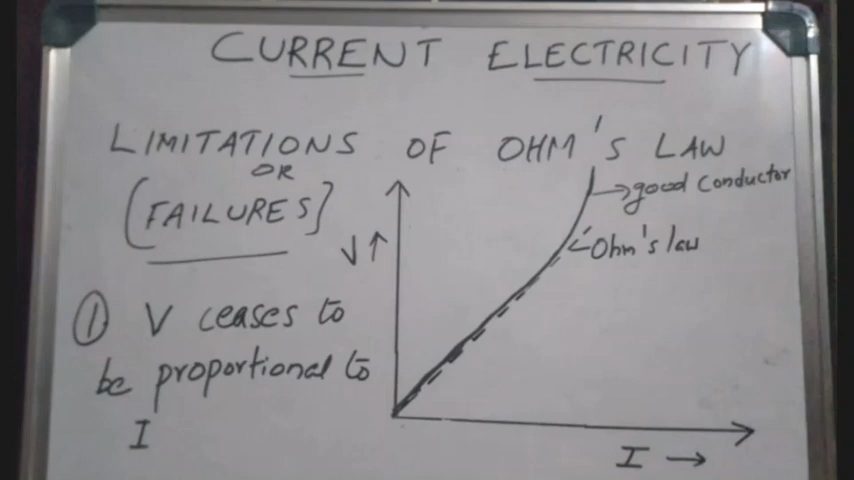 CURRENT ELECTRICITY
LIMITATIONS OF OHM'S LAW
OR
(FAILURES)
① V ceases to
be proportional to
I
V ↑
→ good conductor
Ohm's law
I →